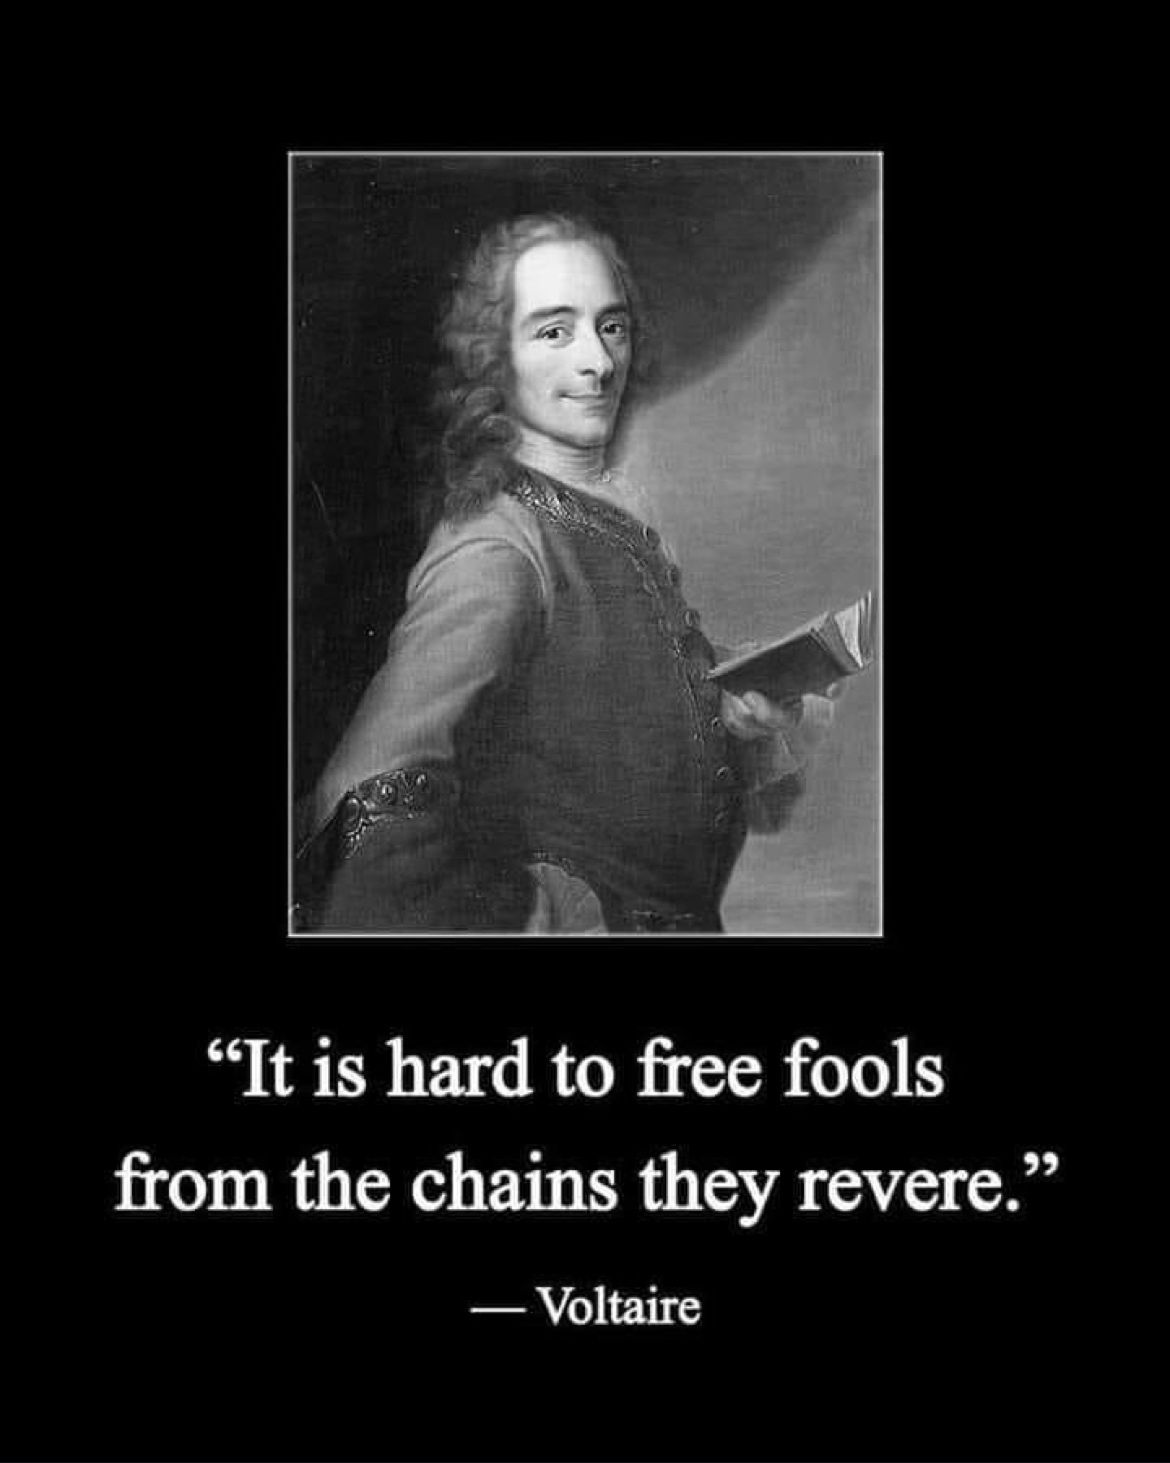 “It is hard to free fools
from the chains they revere.”
— Voltaire